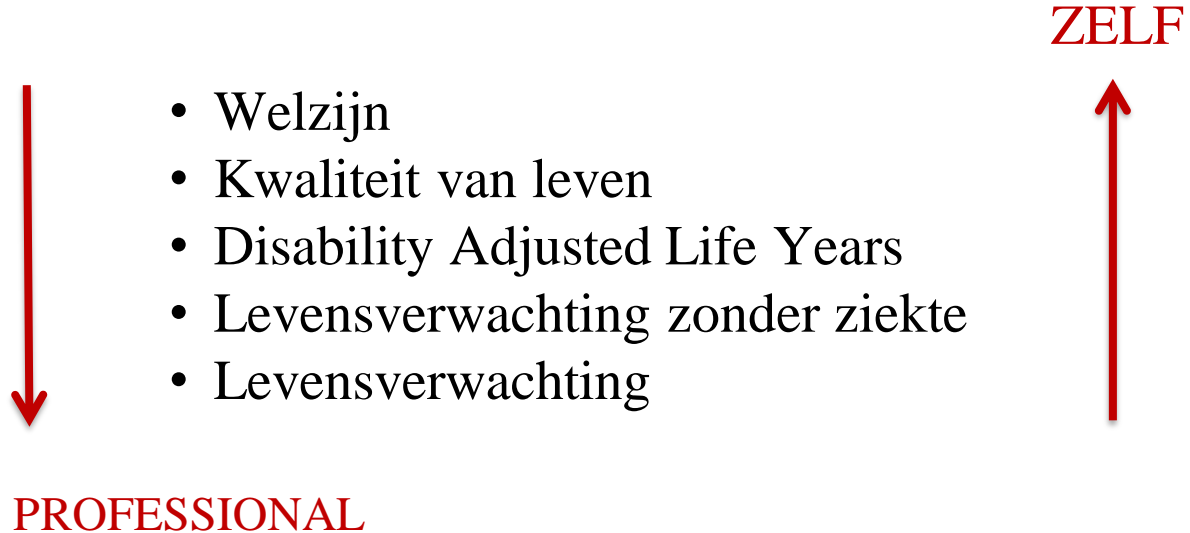 ZELF
• Welzijn
• Kwaliteit van leven
• Disability Adjusted Life Years
• Levensverwachting zonder ziekte
• Levensverwachting
PROFESSIONAL